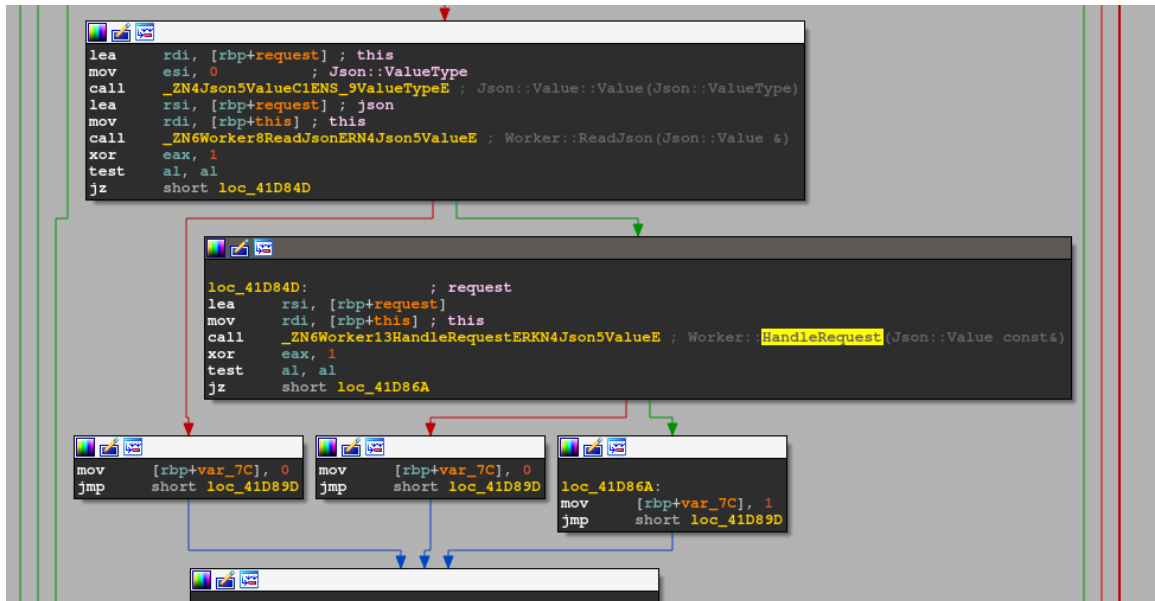 lea rdi, [rbp+request] ; this
mov esi, 0 ; Json::ValueType
call _ZN4Json5ValueC1ENS_9ValueTypeE ; Json::Value::Value(Json::ValueType)
lea rsi, [rbp+request] ; json
mov rdi, [rbp+this] ; this
call _ZN6Worker8ReadJsonERN4Json5ValueE ; Worker::ReadJson(Json::Value &)
xor eax, 1
test al, al
jz short loc_41D84D
loc_41D84D: ; request
lea rsi, [rbp+request]
mov rdi, [rbp+this] ; this
call _ZN6Worker13HandleRequestERKN4Json5ValueE ; Worker::HandleRequest(Json::Value const&)
xor eax, 1
test al, al
jz short loc_41D86A
mov [rbp+var_7C], 0
jmp short loc_41D89D
mov [rbp+var_7C], 0
jmp short loc_41D89D
loc_41D86A:
mov [rbp+var_7C], 1
jmp short loc_41D89D